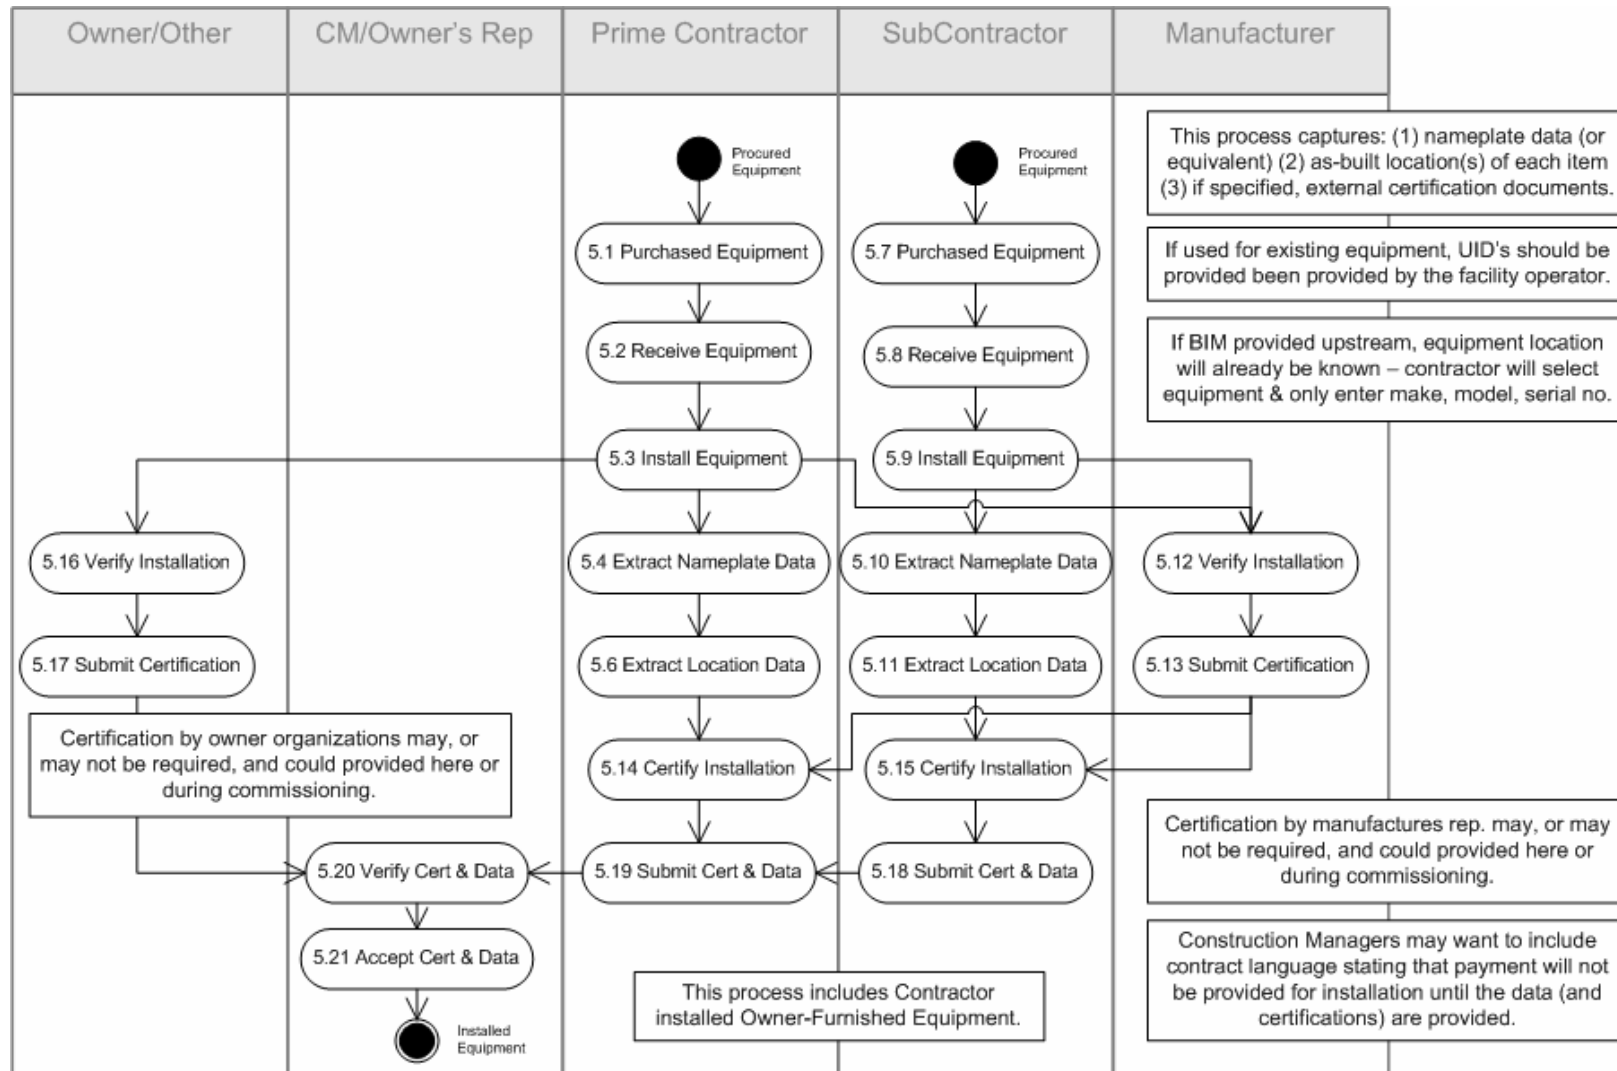 Owner/Other
CM/Owner's Rep
Prime Contractor
SubContractor
Manufacturer
Procured
Equipment
Procured
Equipment
This process captures: (1) nameplate data (or
equivalent) (2) as-built location(s) of each item
(3) if specified, external certification documents.
5.1 Purchased Equipment
5.7 Purchased Equipment
If used for existing equipment, UID's should be
provided been provided by the facility operator.
5.2 Receive Equipment
5.8 Receive Equipment
If BIM provided upstream, equipment location
will already be known – contractor will select
equipment & only enter make, model, serial no.
5.3 Install Equipment
5.9 Install Equipment
5.16 Verify Installation
5.4 Extract Nameplate Data
5.10 Extract Nameplate Data
5.12 Verify Installation
5.17 Submit Certification
5.6 Extract Location Data
5.11 Extract Location Data
5.13 Submit Certification
Certification by owner organizations may, or
may not be required, and could provided here or
during commissioning.
5.14 Certify Installation
5.15 Certify Installation
Certification by manufactures rep. may, or may
not be required, and could provided here or
during commissioning.
5.20 Verify Cert & Data
5.19 Submit Cert & Data
5.18 Submit Cert & Data
5.21 Accept Cert & Data
This process includes Contractor
installed Owner-Furnished Equipment.
Construction Managers may want to include
contract language stating that payment will not
be provided for installation until the data (and
certifications) are provided.
Installed
Equipment